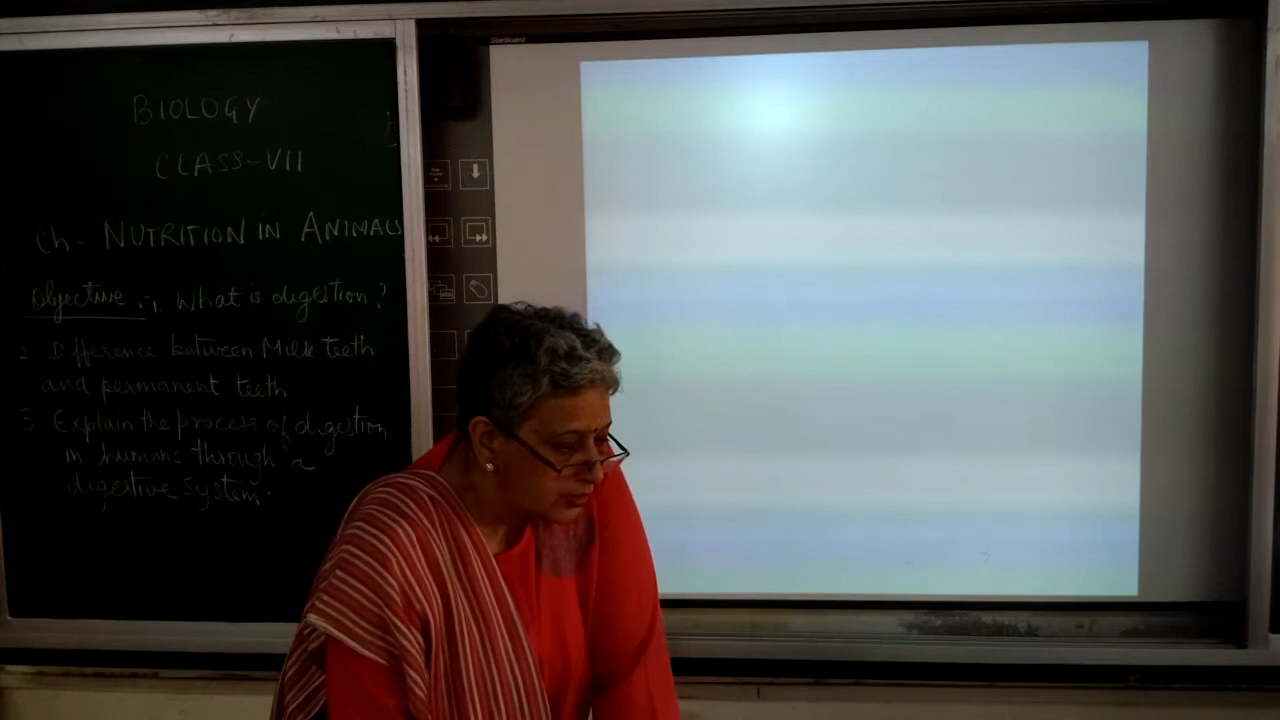 BIOLOGY
CLASS-VII
Ch. NUTRITION IN ANIMALS
Objective :- 1. What is digestion?
2 Difference between Milk teeth
and permanent teeth
3 Explain the process of digestion
in humans through a
digestive system.
StarBoard